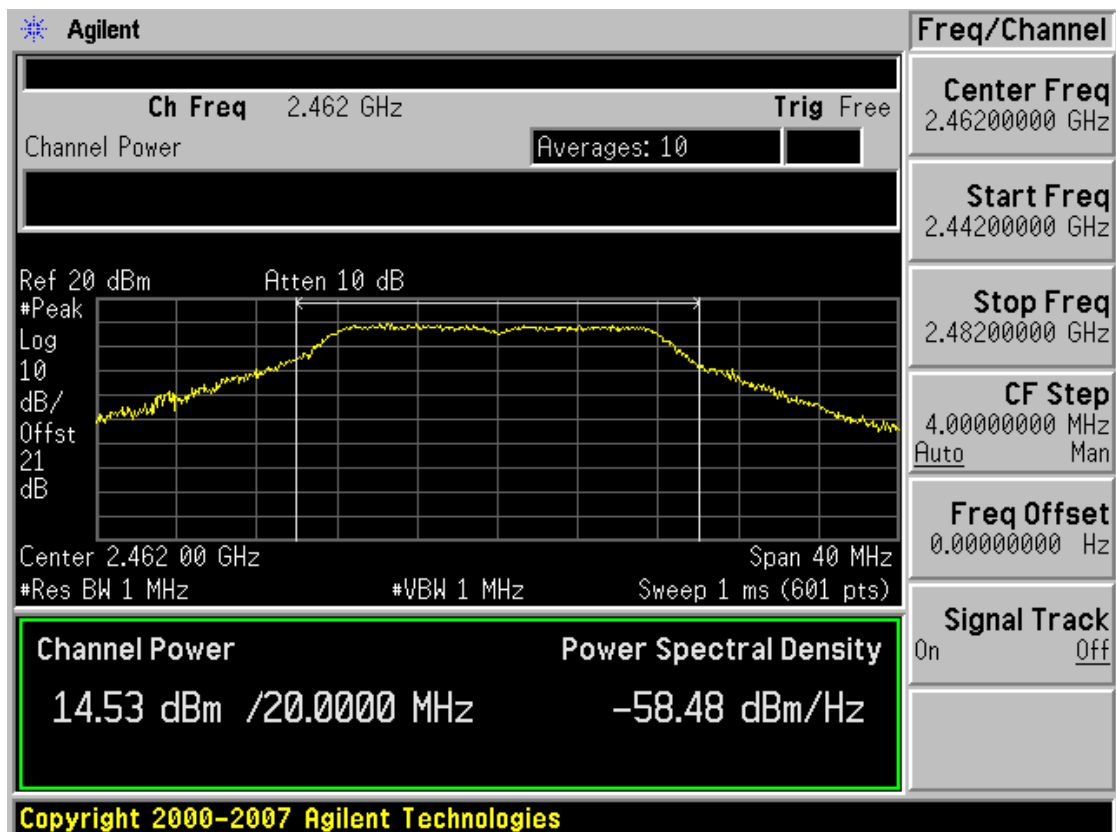 Agilent
Freq/Channel
Ch Freq 2.462 GHz Trig Free
Channel Power Averages: 10
Ref 20 dBm Atten 10 dB
#Peak
Log
10
dB/
Offst
21
dB
Center 2.462 00 GHz Span 40 MHz
#Res BW 1 MHz #VBW 1 MHz Sweep 1 ms (601 pts)
Channel Power Power Spectral Density
14.53 dBm /20.0000 MHz -58.48 dBm/Hz
Center Freq
2.46200000 GHz
Start Freq
2.44200000 GHz
Stop Freq
2.48200000 GHz
CF Step
4.00000000 MHz
Auto Man
Freq Offset
0.00000000 Hz
Signal Track
On Off
Copyright 2000-2007 Agilent Technologies